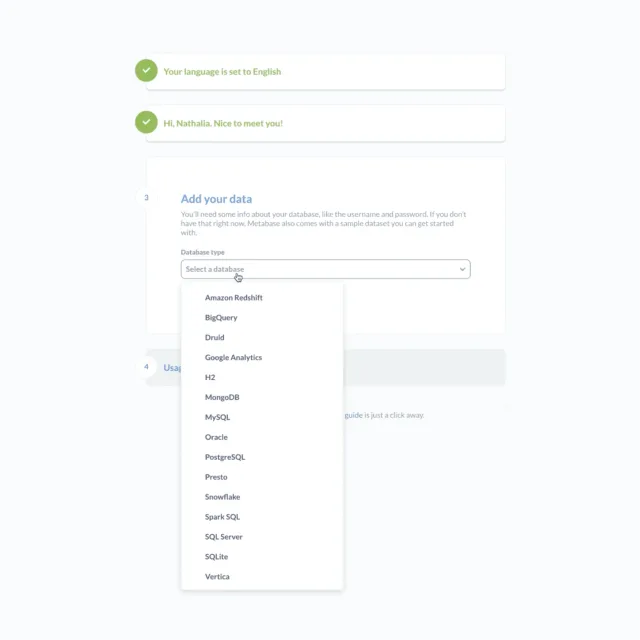 Your language is set to English
Hi, Nathalia. Nice to meet you!
3
Add your data
You'll need some info about your database, like the username and password. If you don't
have that right now, Metabase also comes with a sample dataset you can get started
with.
Database type
Select a database
Amazon Redshift
BigQuery
Druid
Google Analytics
4
Usag
H2
MongoDB
MySQL
guide is just a click away.
Oracle
PostgreSQL
Presto
Snowflake
Spark SQL
SQL Server
SQLite
Vertica